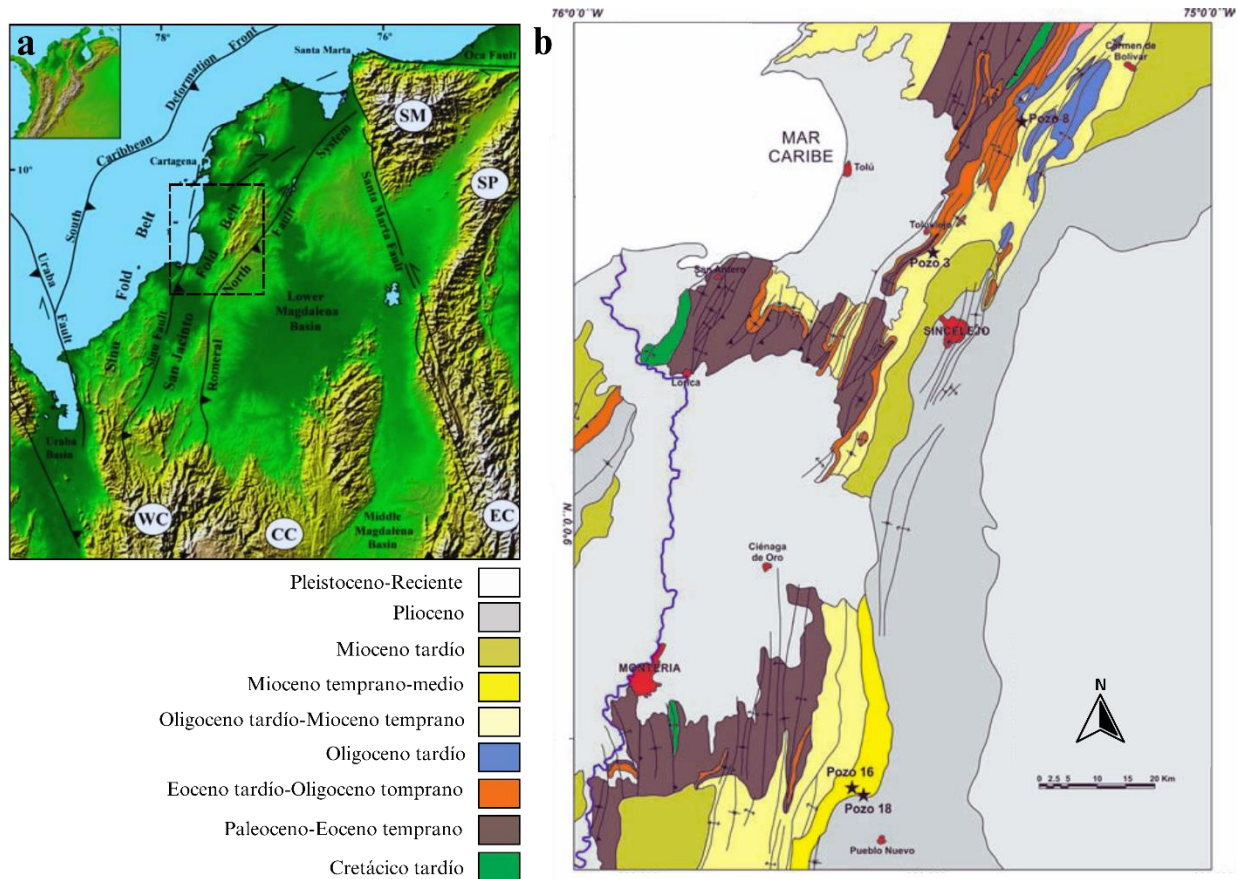 a
78
76
Santa Marta
Oca Fault
Caribbean
Deformation
Front
South
10
Cartagena
SM
SP
System
Santa Marta Fault
Belt
Fold
Belt
Fold
Fault
North
Uraba
Fault
Lower
Magdalena
Basin
Sinu
Sinu Fault
San Jacinto
Romeral
Uraba
Basin
WC
CC
Middle
Magdalena
Basin
EC
Pleistoceno-Reciente
Plioceno
Mioceno tardío
Mioceno temprano-medio
Oligoceno tardío-Mioceno temprano
Oligoceno tardío
Eoceno tardío-Oligoceno tomprano
Paleoceno-Eoceno temprano
Cretácico tardío
b
76°0.0''W
75°0.0''W
Carmen de
Bolívar
Pozo 8
MAR
CARIBE
Tolú
Toluviejo
Pozo 3
San Antero
SINCELEJO
Lorica
Ciénaga
de Oro
MONTERIA
Pozo 16
Pozo 18
Pueblo Nuevo
N
0 2.5 5 10 15 20 Km